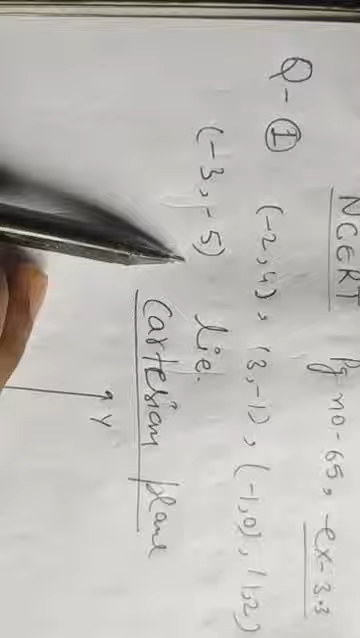 NCERT Pg no-65, ex-3.3
Q-① (-2,4), (3,-1), (-1,0), (1,2)
(-3,-5) lie.
Cartesian plane
Y